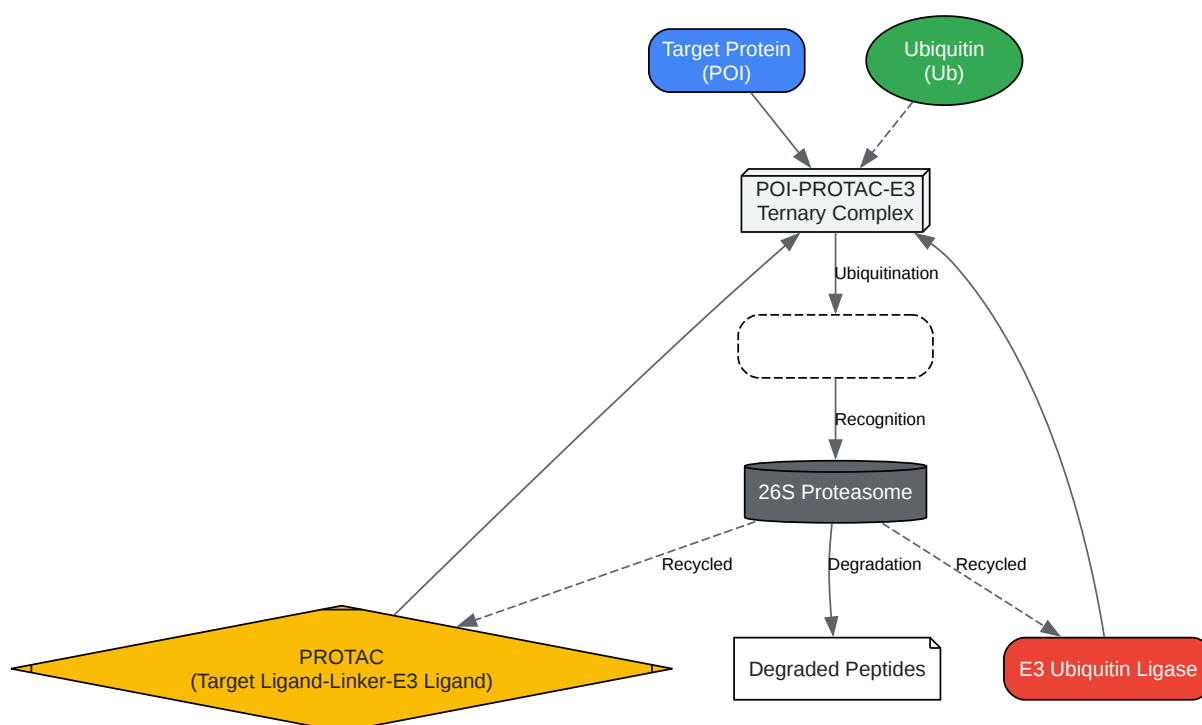 Target Protein
(POI)
Ubiquitin
(Ub)
POI-PROTAC-E3
Ternary Complex
Ubiquitination
Recognition
26S Proteasome
Recycled
Degradation
Recycled
PROTAC
(Target Ligand-Linker-E3 Ligand)
Degraded Peptides
E3 Ubiquitin Ligase